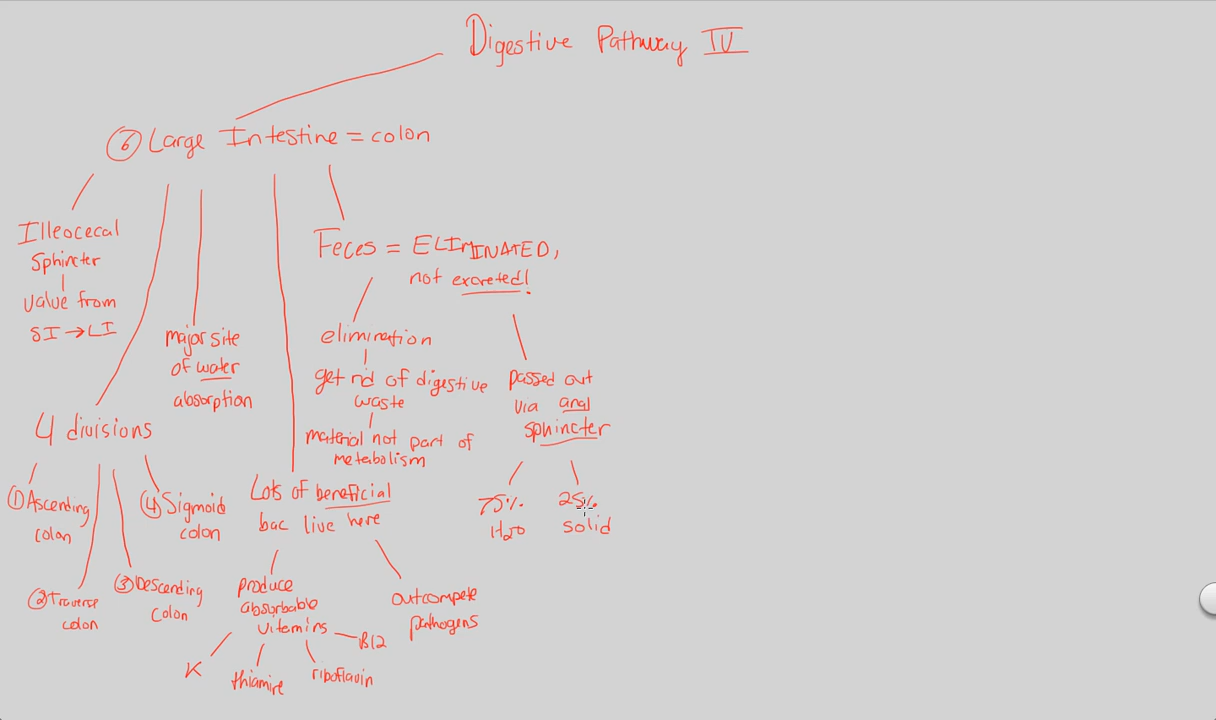 Digestive Pathway IV
6 Large Intestine = colon
Illeocecal
Sphincter
value from
SI → LI
4 divisions
1 Ascending
colon
2 Traverse
colon
3 Descending
colon
4 Sigmoid
colon
major site
of water
absorption
Lots of beneficial
bac live here
produce
absorbable
vitamins
K
thiamine
riboflavin
B12
outcompete
pathogens
Feces = ELIMINATED,
not excreted!
elimination
get rid of digestive
waste
material not part of
metabolism
passed out
via anal
sphincter
75%
H20
25%
solid